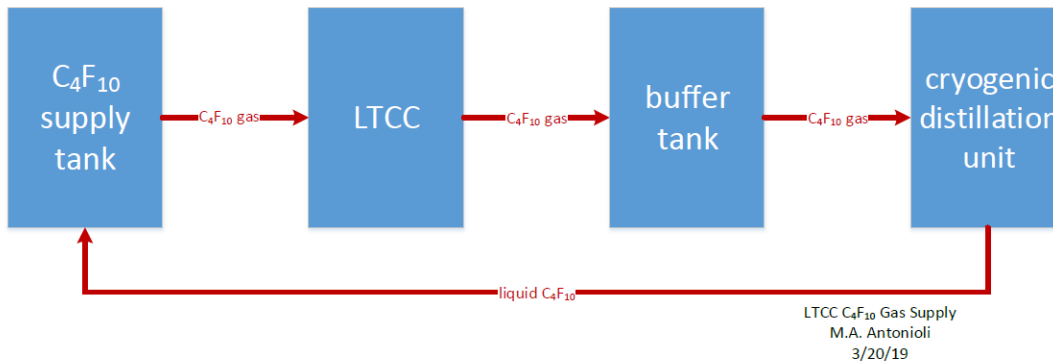 C₄F₁₀
supply
tank
C₄F₁₀ gas
LTCC
C₄F₁₀ gas
buffer
tank
C₄F₁₀ gas
cryogenic
distillation
unit
liquid C₄F₁₀
LTCC C₄F₁₀ Gas Supply
M.A. Antonioli
3/20/19